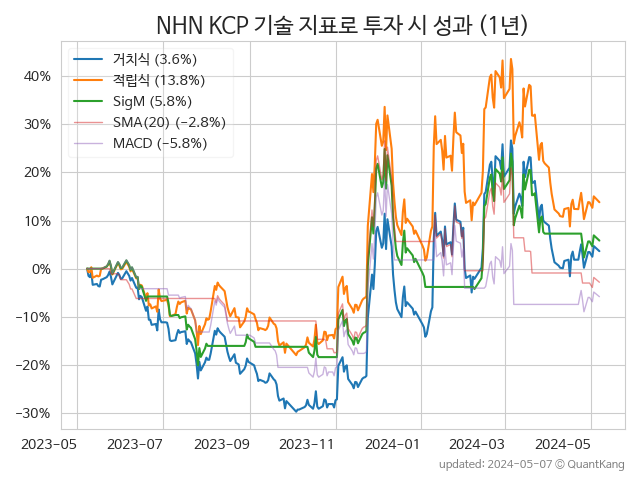 NHN KCP 기술 지표로 투자 시 성과 (1년)
거치식 (3.6%)
적립식 (13.8%)
SigM (5.8%)
SMA(20) (−2.8%)
MACD (−5.8%)
40%
30%
20%
10%
0%
−10%
−20%
−30%
2023−05 2023−07 2023−09 2023−11 2024−01 2024−03 2024−05
updated: 2024−05−07 © QuantKang